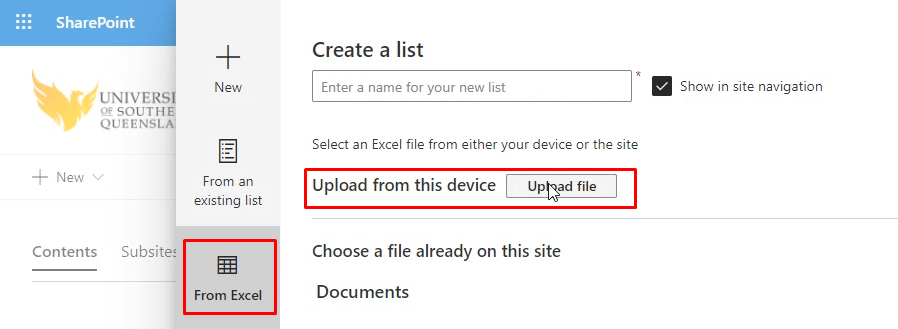 SharePoint
UNIVERSI
OF SOUTHE
QUEENSLAN
New
Contents
Subsites
New
From an
existing list
From Excel
Create a list
Enter a name for your new list
*
Show in site navigation
Select an Excel file from either your device or the site
Upload from this device
Upload file
Choose a file already on this site
Documents